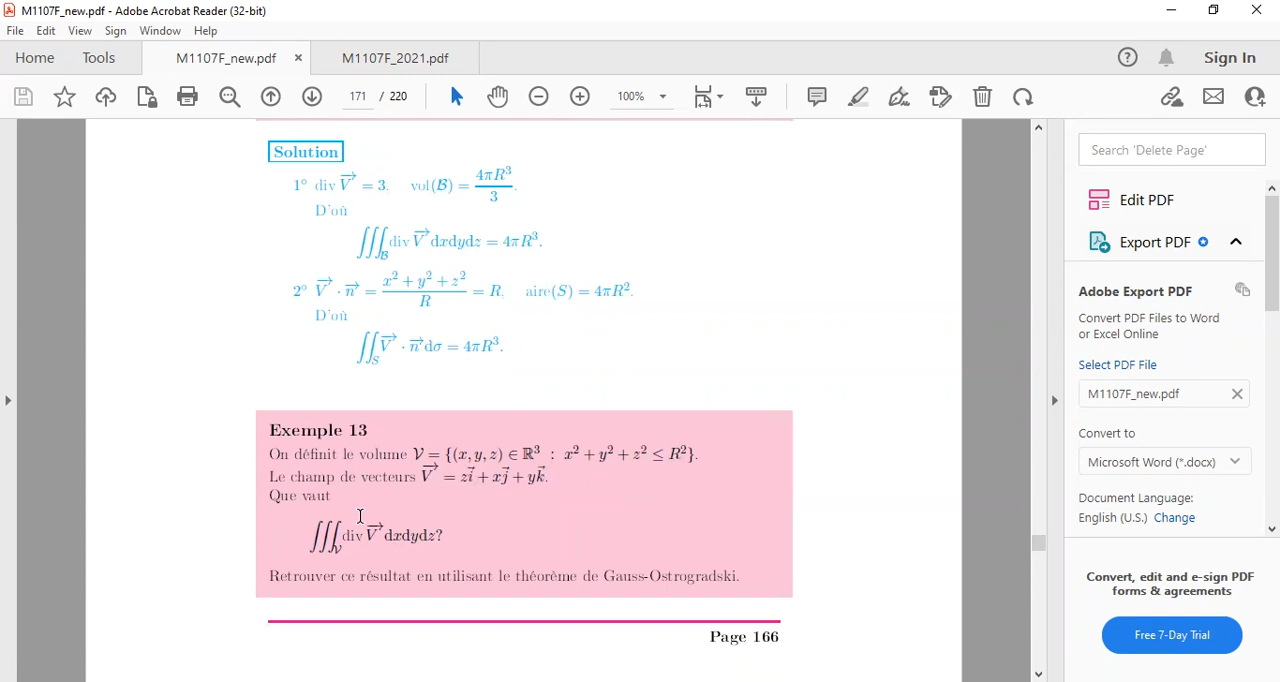 M1107F_new.pdf - Adobe Acrobat Reader (32-bit)
File Edit View Sign Window Help
Home Tools M1107F_new.pdf × M1107F_2021.pdf Sign In
171 / 220 100%
Solution
1° div V⃗ = 3. vol(ℬ) = 4πR³/3.
D'où
∭_ℬ div V⃗ dxdydz = 4πR³.
2° V⃗ · n⃗ = (x² + y² + z²)/R = R. aire(S) = 4πR².
D'où
∬_S V⃗ · n⃗ dσ = 4πR³.
Exemple 13
On définit le volume 𝒱 = {(x, y, z) ∈ ℝ³ : x² + y² + z² ≤ R²}.
Le champ de vecteurs V⃗ = zi⃗ + xj⃗ + yk⃗.
Que vaut
∭_𝒱 div V⃗ dxdydz?
Retrouver ce résultat en utilisant le théorème de Gauss-Ostrogradski.
Page 166
Search 'Delete Page'
Edit PDF
Export PDF
Adobe Export PDF
Convert PDF Files to Word
or Excel Online
Select PDF File
M1107F_new.pdf
Convert to
Microsoft Word (*.docx)
Document Language:
English (U.S.) Change
Convert, edit and e-sign PDF
forms & agreements
Free 7-Day Trial